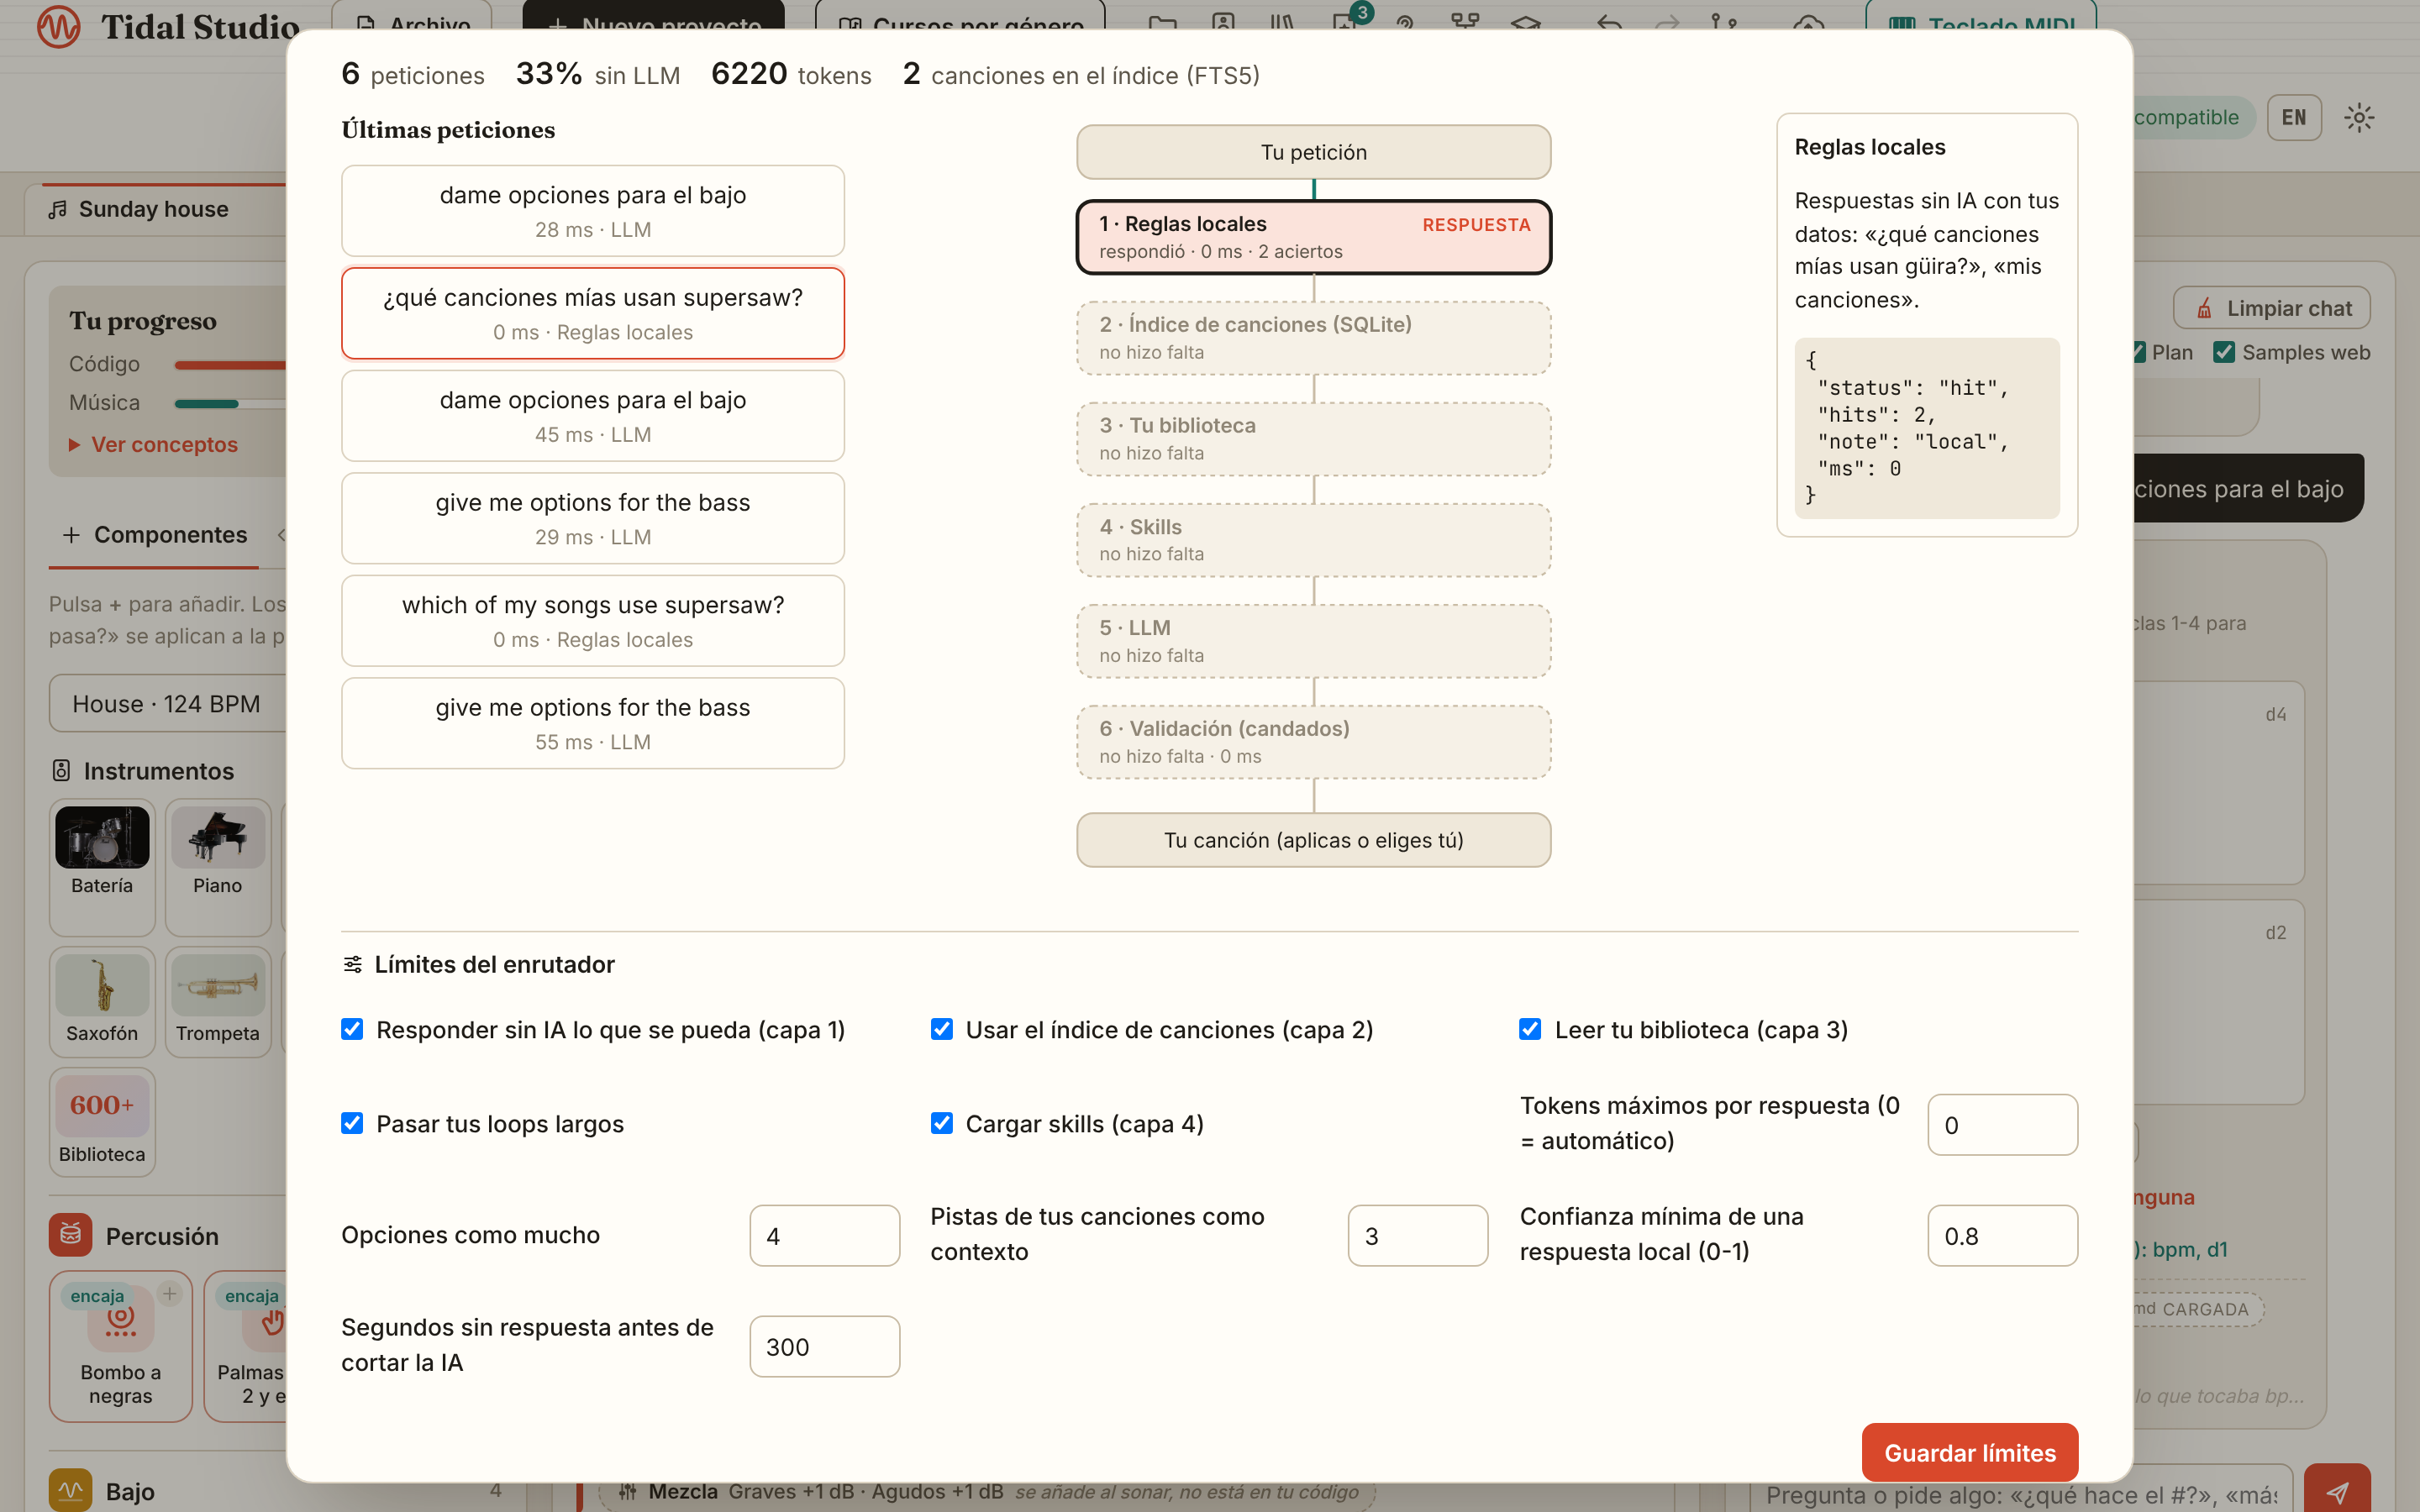 Tidal Studio
Archivo
Nuevo proyecto
Cursos por género
3
Teclado MIDI
6 peticiones 33% sin LLM 6220 tokens 2 canciones en el índice (FTS5)
compatible
EN
Últimas peticiones
dame opciones para el bajo
28 ms · LLM
¿qué canciones mías usan supersaw?
0 ms · Reglas locales
dame opciones para el bajo
45 ms · LLM
give me options for the bass
29 ms · LLM
which of my songs use supersaw?
0 ms · Reglas locales
give me options for the bass
55 ms · LLM
Tu petición
1 · Reglas locales
RESPUESTA
respondió · 0 ms · 2 aciertos
2 · Índice de canciones (SQLite)
no hizo falta
3 · Tu biblioteca
no hizo falta
4 · Skills
no hizo falta
5 · LLM
no hizo falta
6 · Validación (candados)
no hizo falta · 0 ms
Tu canción (aplicas o eliges tú)
Reglas locales
Respuestas sin IA con tus
datos: «¿qué canciones
mías usan güira?», «mis
canciones».
{
"status": "hit",
"hits": 2,
"note": "local",
"ms": 0
}
Límites del enrutador
Responder sin IA lo que se pueda (capa 1)
Usar el índice de canciones (capa 2)
Leer tu biblioteca (capa 3)
Pasar tus loops largos
Cargar skills (capa 4)
Tokens máximos por respuesta (0
= automático)
0
Opciones como mucho
4
Pistas de tus canciones como
contexto
3
Confianza mínima de una
respuesta local (0-1)
0.8
Segundos sin respuesta antes de
cortar la IA
300
Guardar límites
Sunday house
Tu progreso
Código
Música
Ver conceptos
Componentes
Pulsa + para añadir. Los
pasa?» se aplican a la p
House · 124 BPM
Instrumentos
Batería
Piano
Saxofón
Trompeta
600+
Biblioteca
Percusión
encaja
encaja
Bombo a
negras
Palmas
2 y e
Bajo
4
Mezcla Graves +1 dB · Agudos +1 dB se añade al sonar, no está en tu código
Limpiar chat
Plan
Samples web
ciones para el bajo
clas 1-4 para
d4
d2
nguna
): bpm, d1
md CARGADA
lo que tocaba bp...
Pregunta o pide algo: «¿qué hace el #?», «más